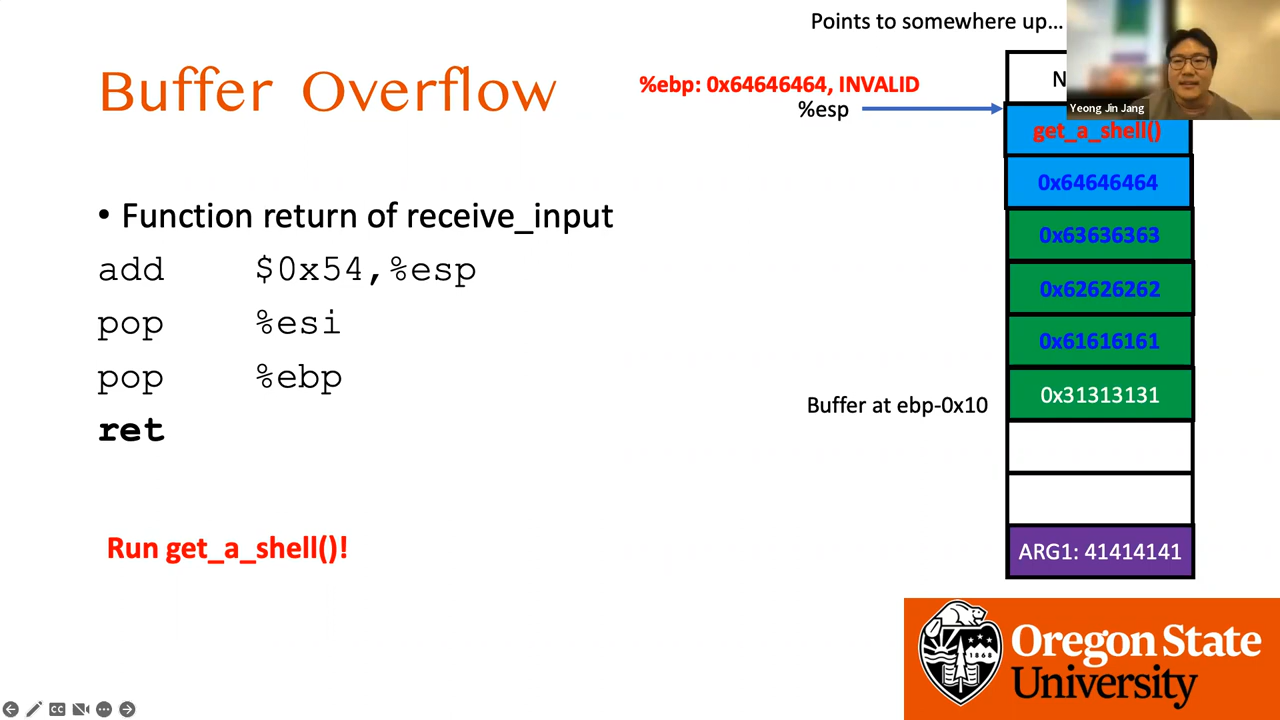 Points to somewhere up…
Buffer Overflow
%ebp: 0x64646464, INVALID
%esp
N
Yeong Jin Jang
get_a_shell()
0x64646464
• Function return of receive_input
0x63636363
add $0x54,%esp
0x62626262
pop %esi
0x61616161
pop %ebp
0x31313131
Buffer at ebp-0x10
ret
Run get_a_shell()!
ARG1: 41414141
1868
Oregon State
University
CC